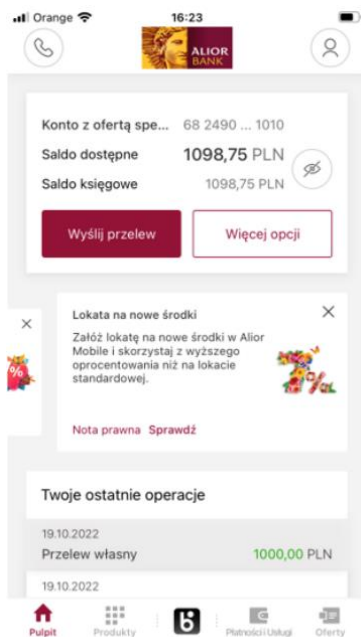 Orange
16:23
ALIOR
BANK
Konto z ofertą spe... 68 2490 ... 1010
Saldo dostępne 1098,75 PLN
Saldo księgowe 1098,75 PLN
Wyślij przelew Więcej opcji
Lokata na nowe środki
Załóż lokatę na nowe środki w Alior
Mobile i skorzystaj z wyższego
oprocentowania niż na lokacie
standardowej.
%
7%
Nota prawna Sprawdź
Twoje ostatnie operacje
19.10.2022
Przelew własny 1000,00 PLN
19.10.2022
Pulpit Produkty Płatności i Usługi Oferty